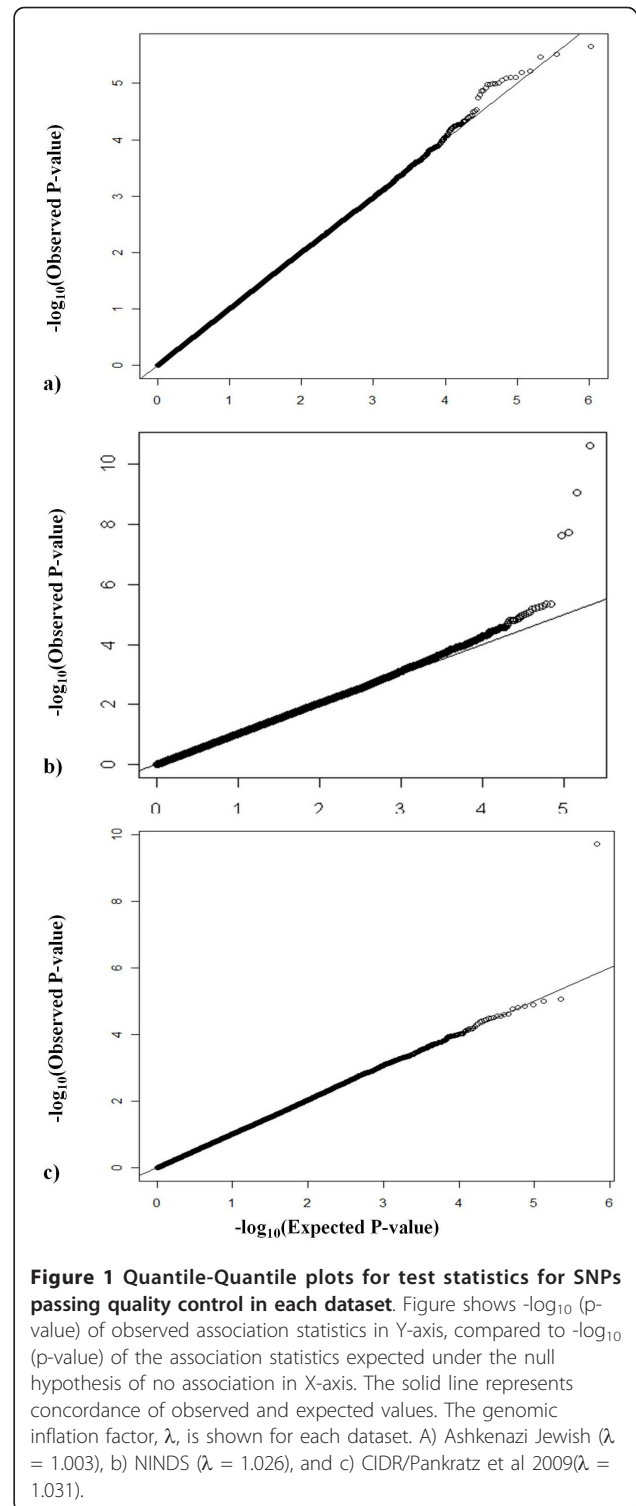 -log10(Observed P-value)
5
4
3
2
1
0
a)
0 1 2 3 4 5 6
-log10(Observed P-value)
10
8
6
4
2
0
b)
0 1 2 3 4 5
-log10(Observed P-value)
10
8
6
4
2
0
c)
0 1 2 3 4 5 6
-log10(Expected P-value)
Figure 1 Quantile-Quantile plots for test statistics for SNPs
passing quality control in each dataset. Figure shows -log10 (p-
value) of observed association statistics in Y-axis, compared to -log10
(p-value) of the association statistics expected under the null
hypothesis of no association in X-axis. The solid line represents
concordance of observed and expected values. The genomic
inflation factor, λ, is shown for each dataset. A) Ashkenazi Jewish (λ
= 1.003), b) NINDS (λ = 1.026), and c) CIDR/Pankratz et al 2009(λ =
1.031).